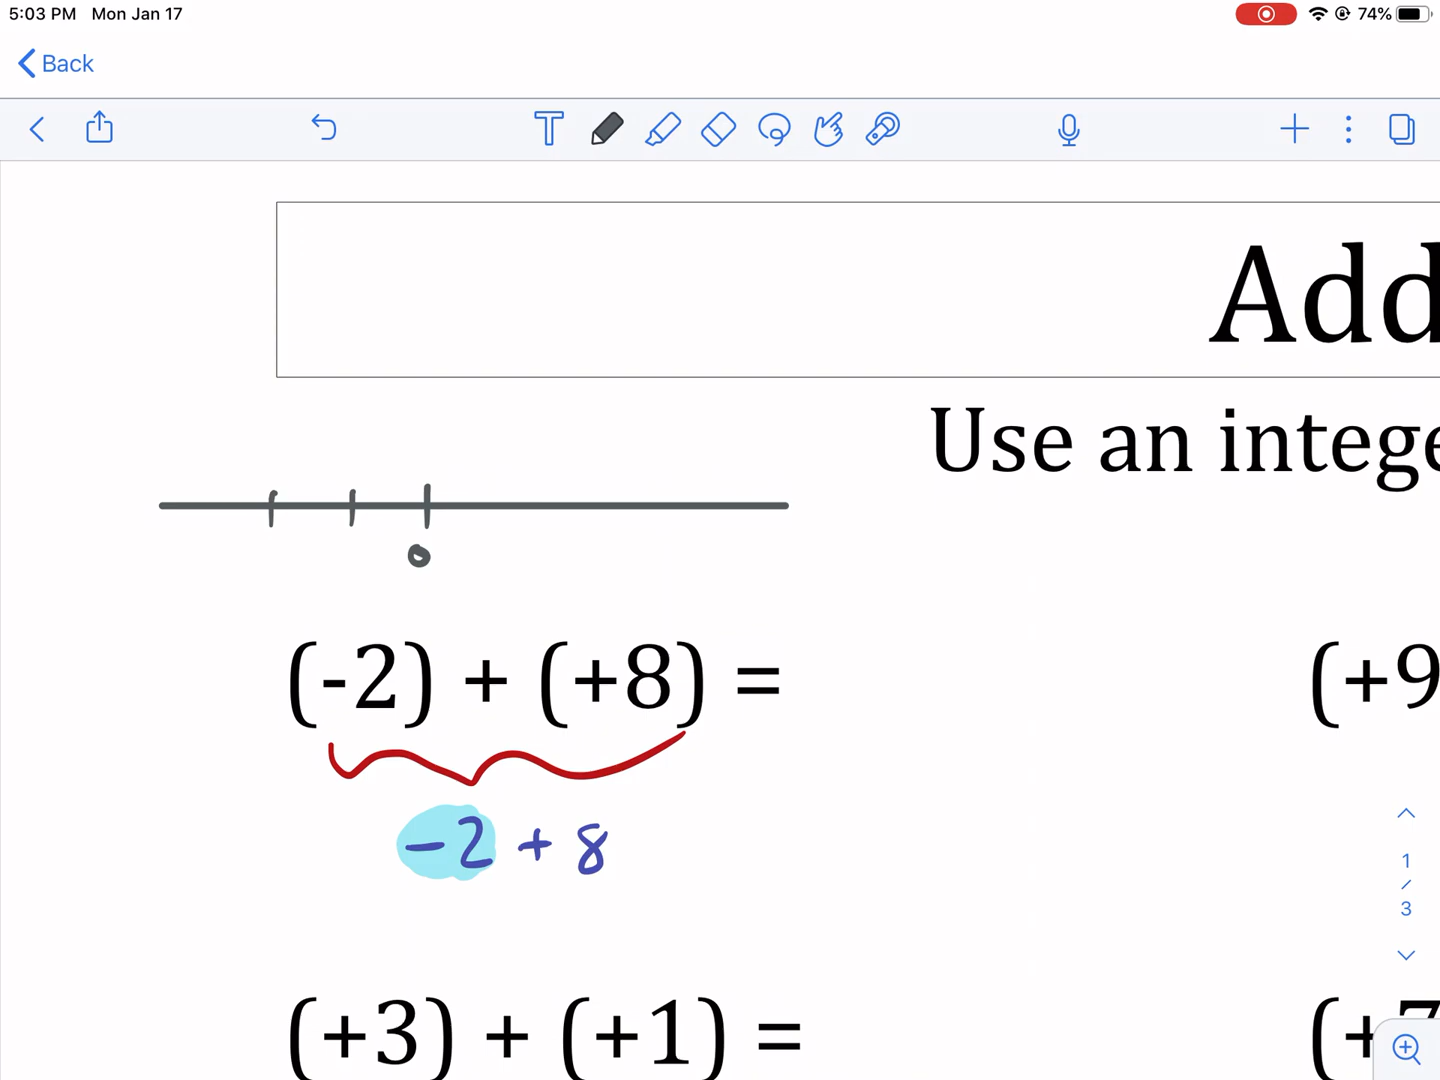 5:03 PM Mon Jan 17 74%
Back
Add
Use an intege
0
(-2) + (+8) =
(+9
-2 + 8
1
/
3
(+3) + (+1) =
(+7